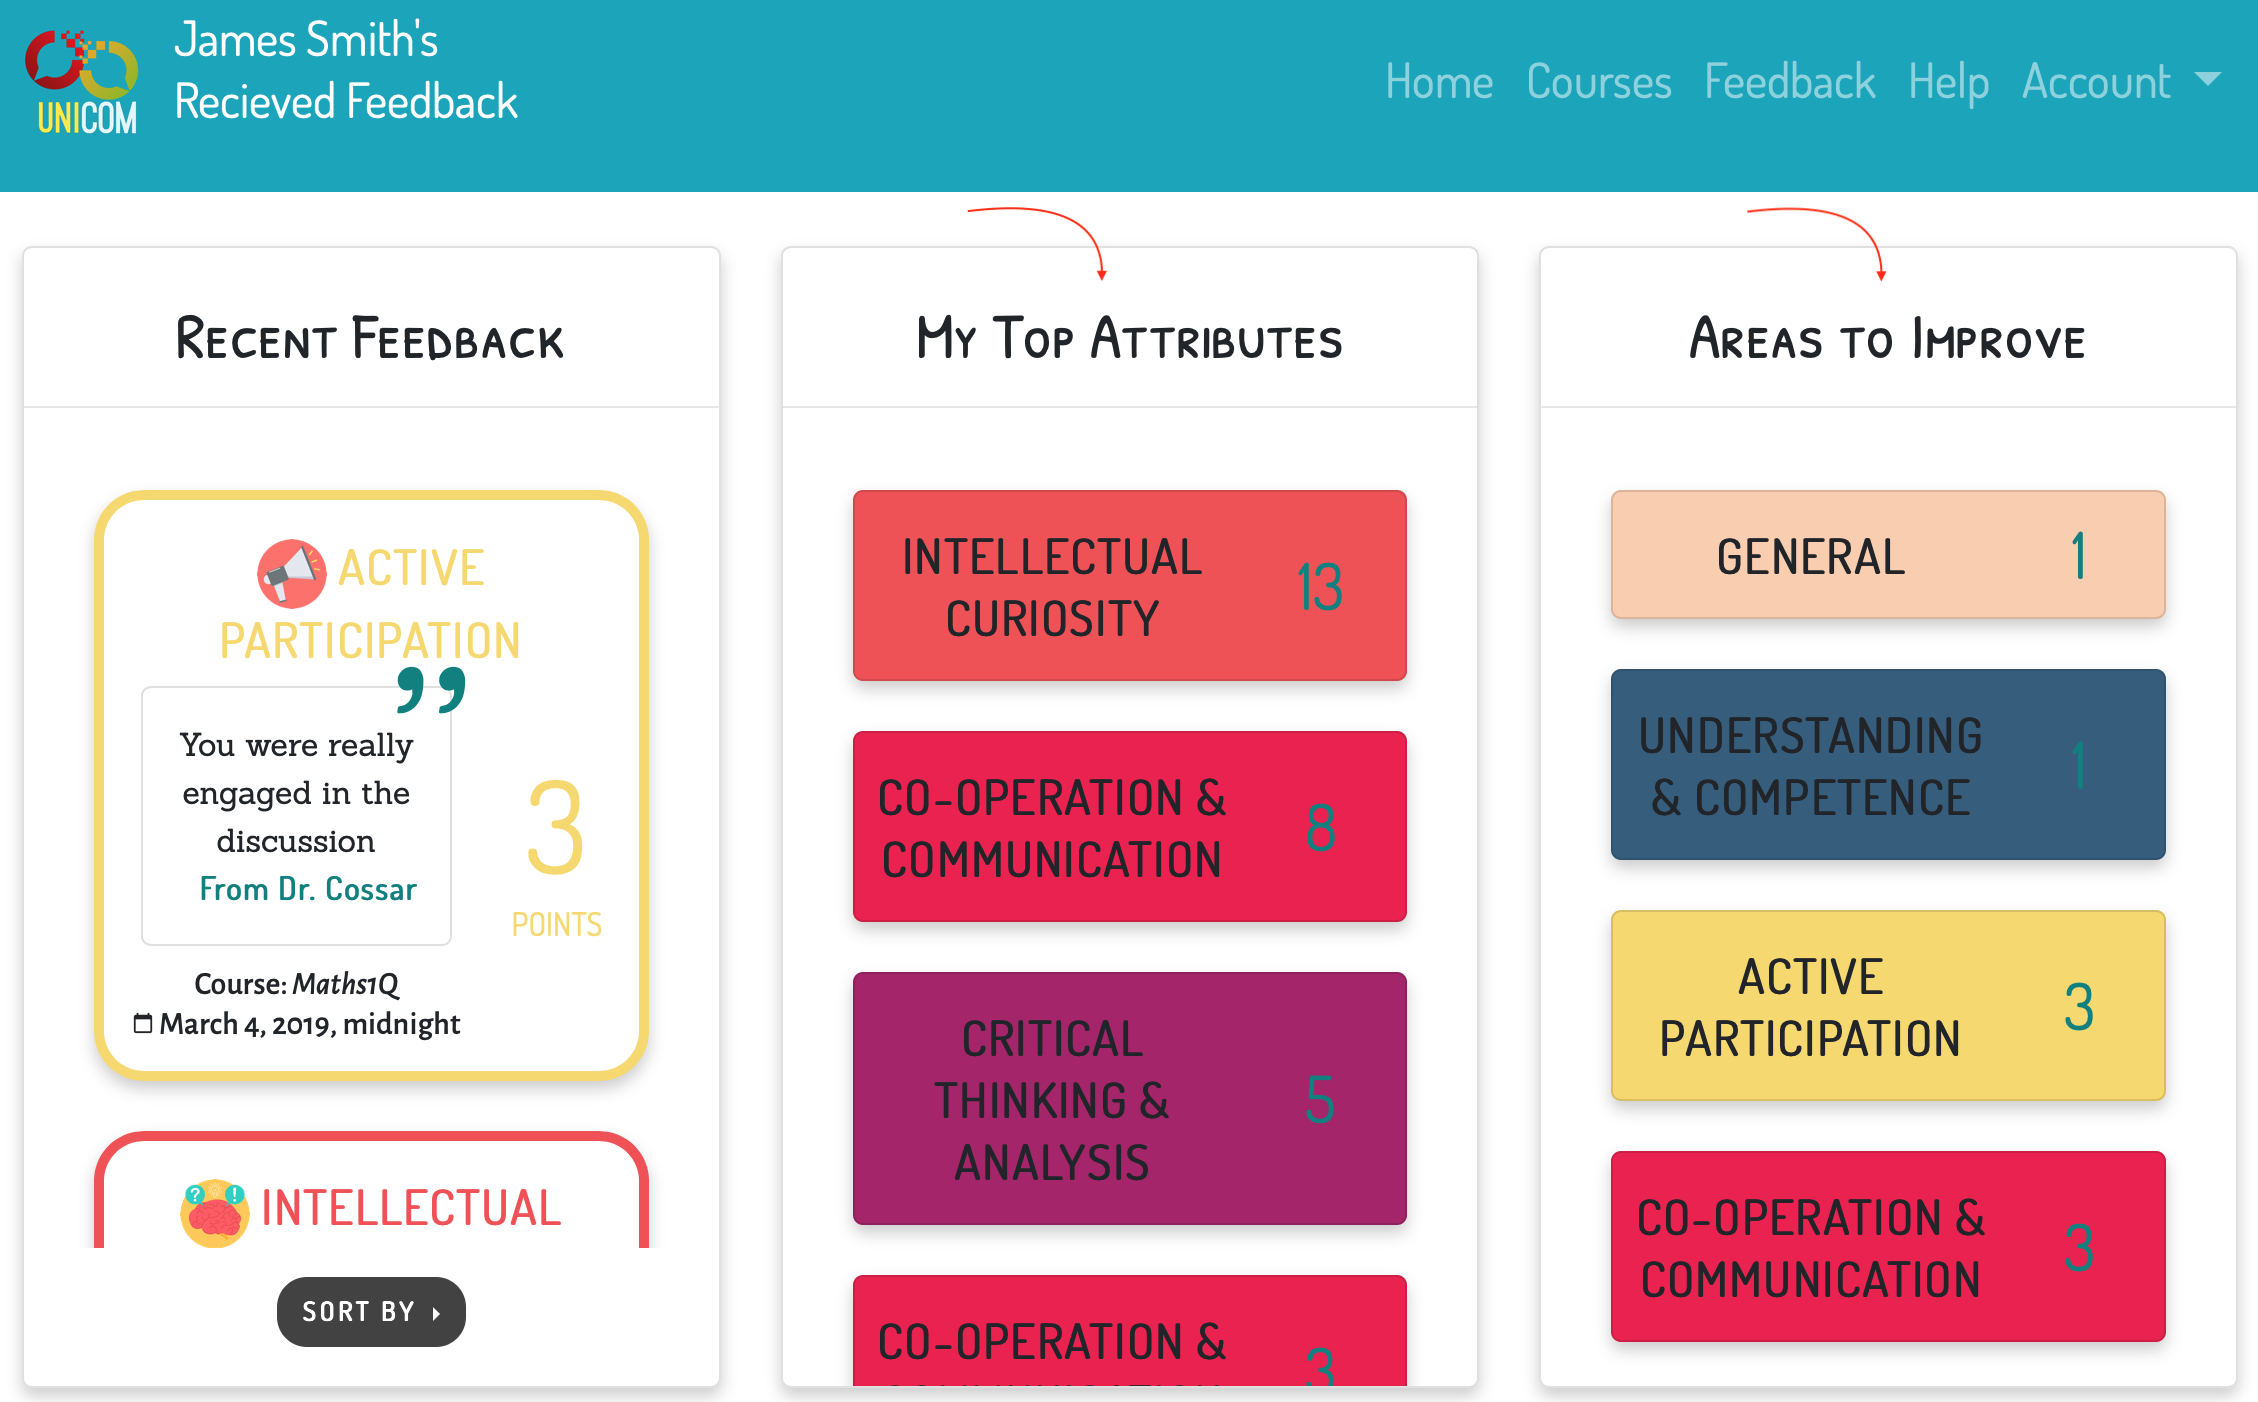 UNICOM
James Smith's
Recieved Feedback
Home Courses Feedback Help Account
Recent Feedback
ACTIVE
PARTICIPATION
You were really
engaged in the
discussion
From Dr. Cossar
3
POINTS
Course: Maths1Q
March 4, 2019, midnight
INTELLECTUAL
SORT BY
My Top Attributes
INTELLECTUAL
CURIOSITY
13
CO-OPERATION &
COMMUNICATION
8
CRITICAL
THINKING &
ANALYSIS
5
CO-OPERATION &
3
Areas to Improve
GENERAL
1
UNDERSTANDING
& COMPETENCE
1
ACTIVE
PARTICIPATION
3
CO-OPERATION &
COMMUNICATION
3